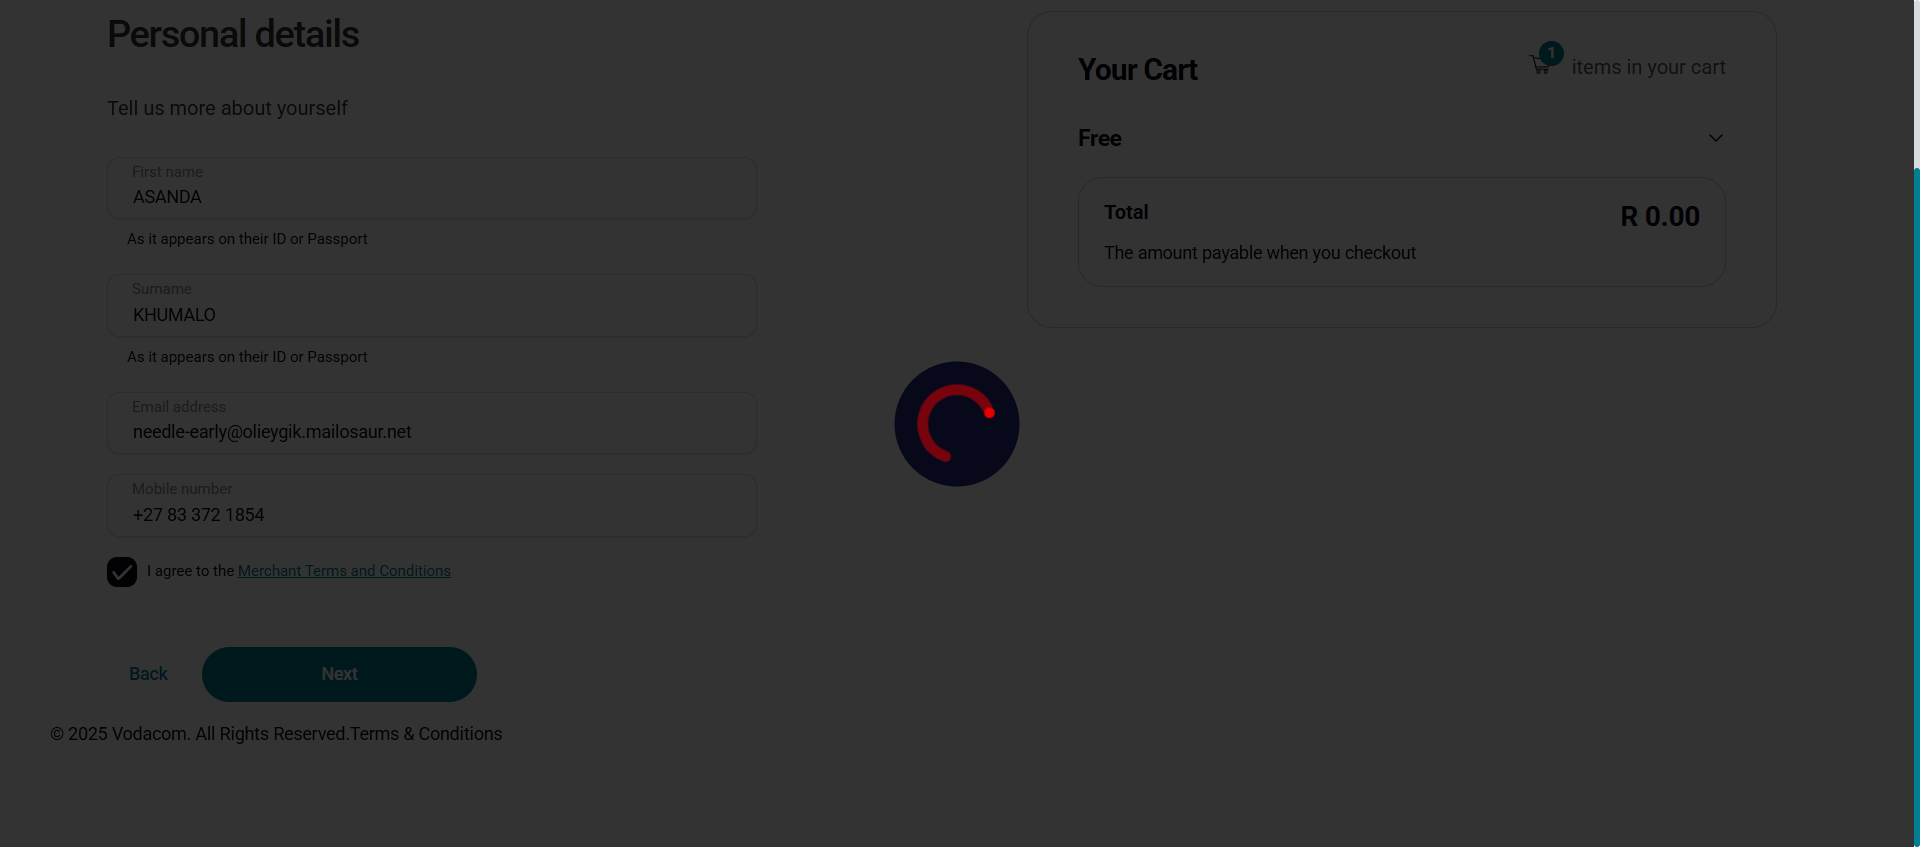 Personal details
Tell us more about yourself
First name
ASANDA
As it appears on their ID or Passport
Surname
KHUMALO
As it appears on their ID or Passport
Email address
needle-early@olieygik.mailosaur.net
Mobile number
+27 83 372 1854
I agree to the Merchant Terms and Conditions
Back
Next
© 2025 Vodacom. All Rights Reserved.Terms & Conditions
Your Cart
1
items in your cart
Free
Total
R 0.00
The amount payable when you checkout